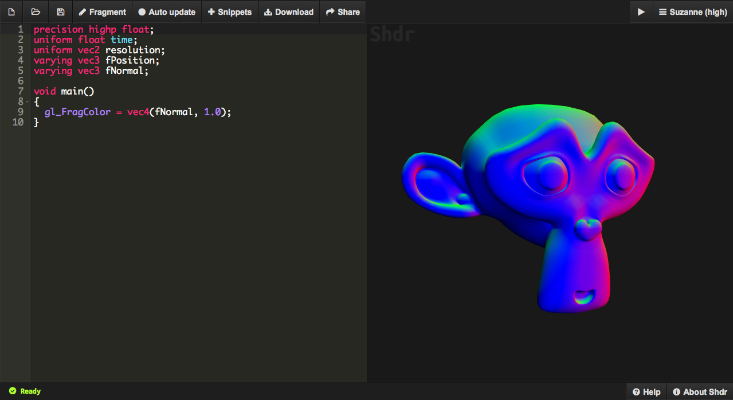 Fragment Auto update Snippets Download Share Suzanne (high)
Shdr
1 precision highp float;
2 uniform float time;
3 uniform vec2 resolution;
4 varying vec3 fPosition;
5 varying vec3 fNormal;
6
7 void main()
8 {
9 gl_FragColor = vec4(fNormal, 1.0);
10 }
Ready Help About Shdr